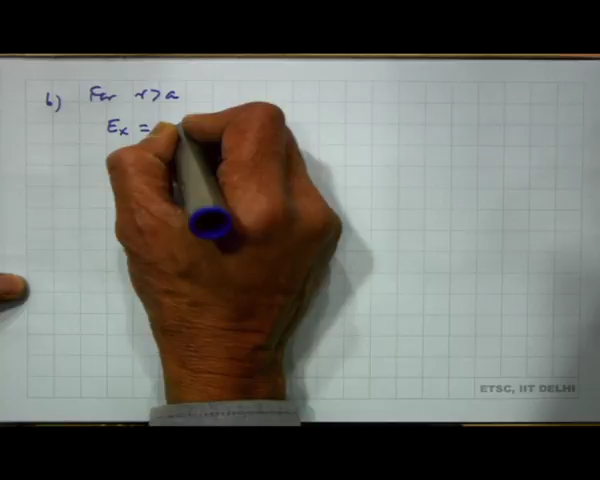 b) For r>a
Ex =
ETSC, IIT DELHI